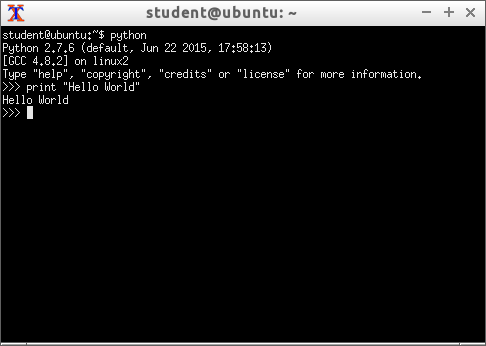 student@ubuntu: ~
student@ubuntu:~$ python
Python 2.7.6 (default, Jun 22 2015, 17:58:13)
[GCC 4.8.2] on linux2
Type "help", "copyright", "credits" or "license" for more information.
>>> print "Hello World"
Hello World
>>>